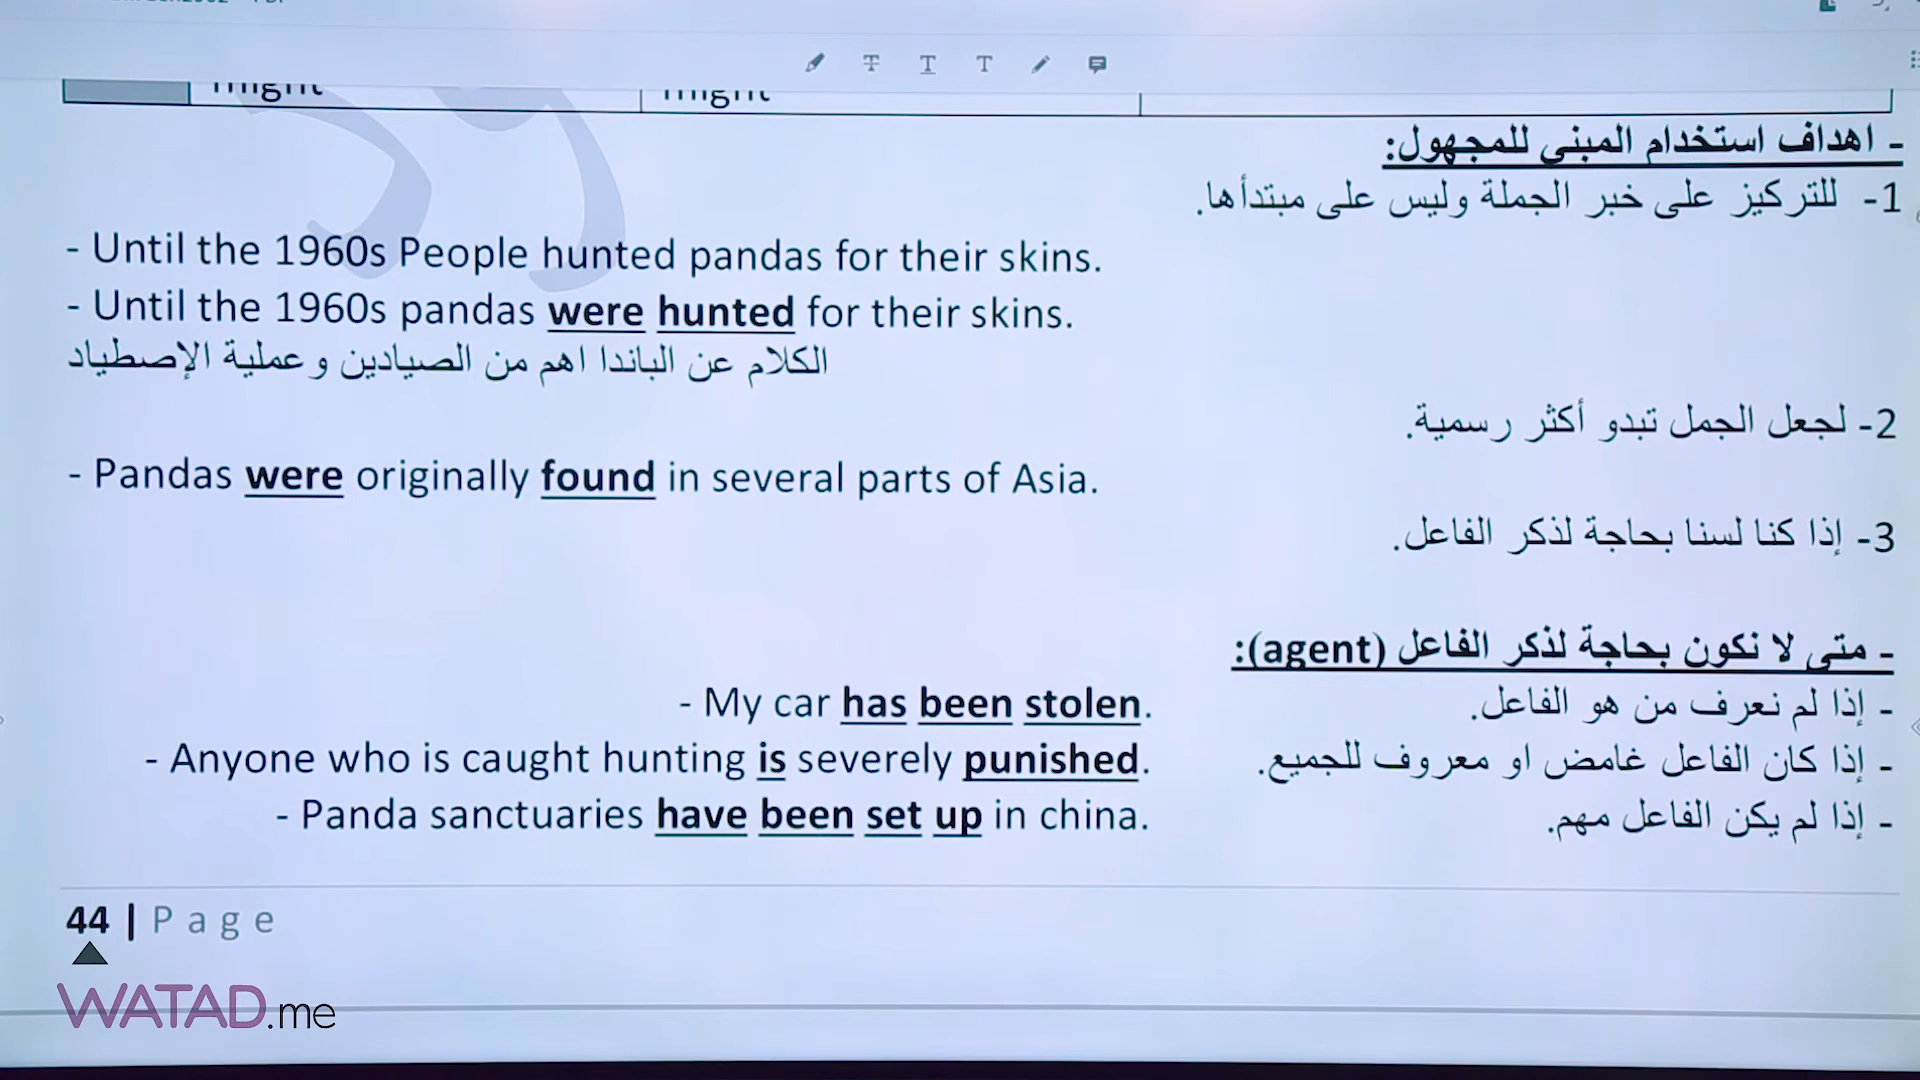 might might
- اهداف استخدام المبني للمجهول:
1- للتركيز على خبر الجملة وليس على مبتدأها.
- Until the 1960s People hunted pandas for their skins.
- Until the 1960s pandas were hunted for their skins.
الكلام عن الباندا اهم من الصيادين و عملية الإصطياد
2- لجعل الجمل تبدو أكثر رسمية.
- Pandas were originally found in several parts of Asia.
3- إذا كنا لسنا بحاجة لذكر الفاعل.
- متى لا نكون بحاجة لذكر الفاعل (agent):
- إذا لم نعرف من هو الفاعل. - My car has been stolen.
- إذا كان الفاعل غامض او معروف للجميع. - Anyone who is caught hunting is severely punished.
- إذا لم يكن الفاعل مهم. - Panda sanctuaries have been set up in china.
44 | Page
WATAD.me